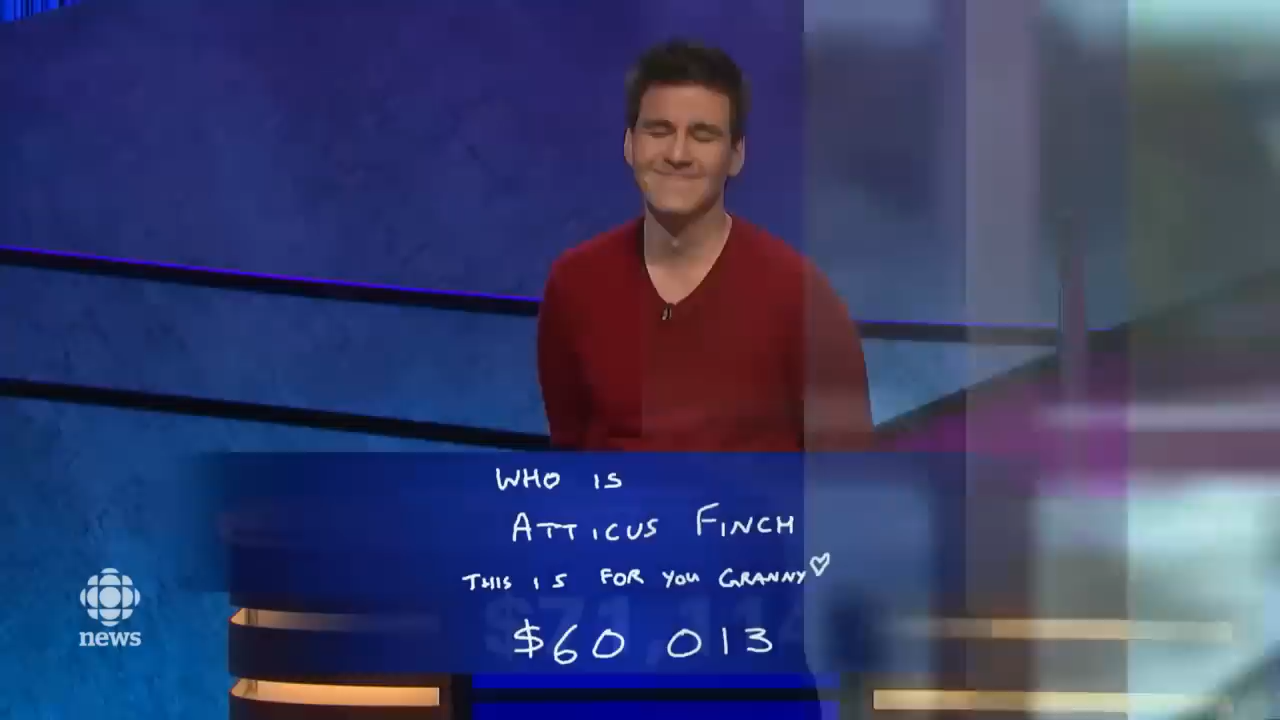 WHO IS
ATTICUS FINCH
THIS IS FOR YOU GRANNY♡
$60 013
news